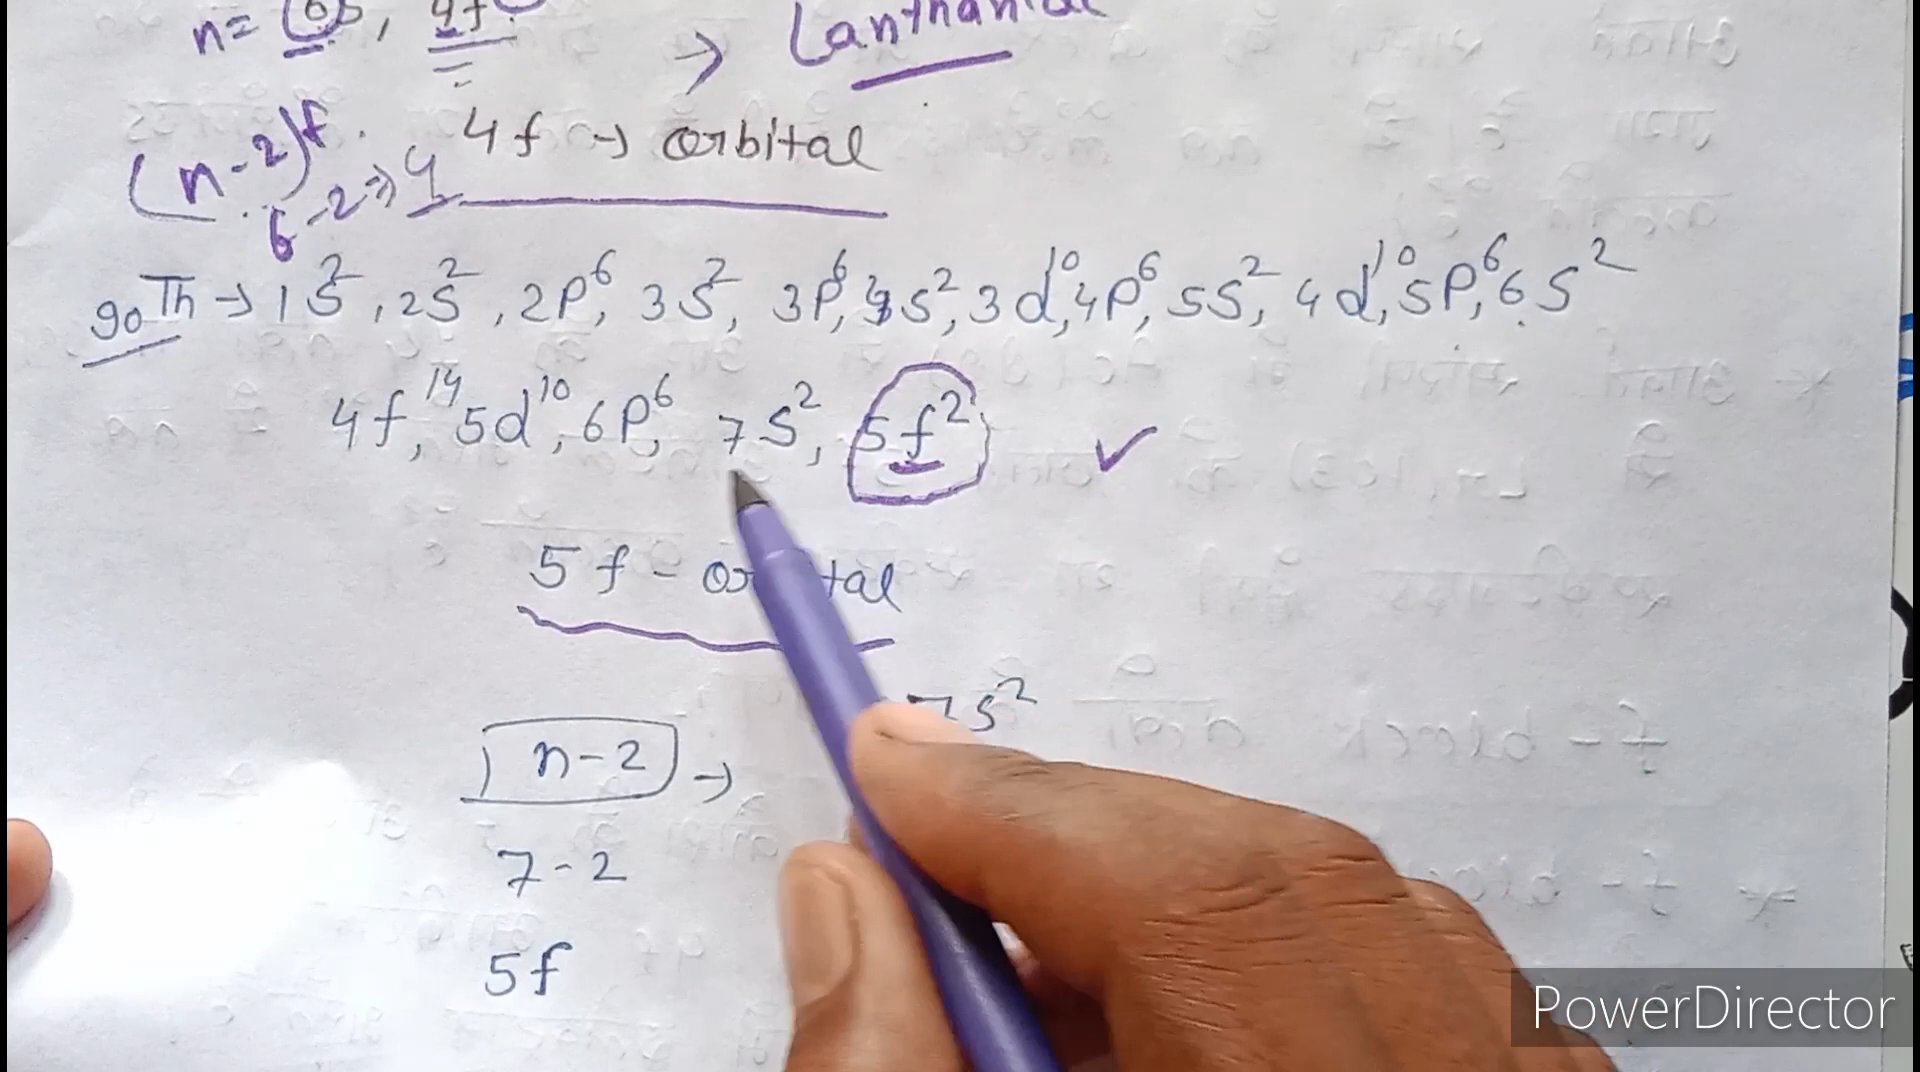 n= 6s, 4f
→ Lanthanide
(n-2)f.
4f → orbital
6-2⇒4
90Th → 1s², 2s², 2p⁶, 3s², 3p⁶, 4s², 3d¹⁰, 4p⁶, 5s², 4d¹⁰, 5p⁶, 6s²
4f¹⁴, 5d¹⁰, 6p⁶, 7s², 5f² ✓
5f - orbital
7s²
n-2 →
7-2
5f
PowerDirector